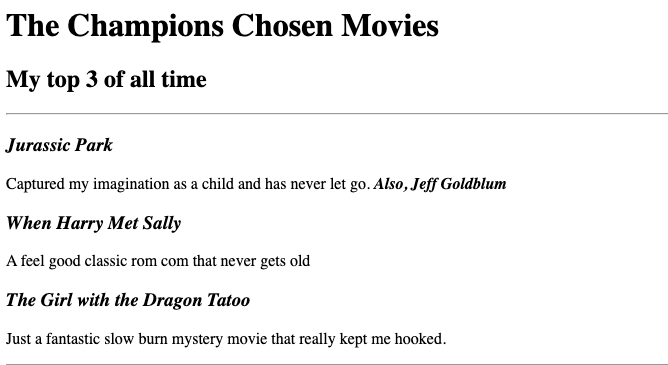 The Champions Chosen Movies
My top 3 of all time
Jurassic Park
Captured my imagination as a child and has never let go. Also, Jeff Goldblum
When Harry Met Sally
A feel good classic rom com that never gets old
The Girl with the Dragon Tatoo
Just a fantastic slow burn mystery movie that really kept me hooked.